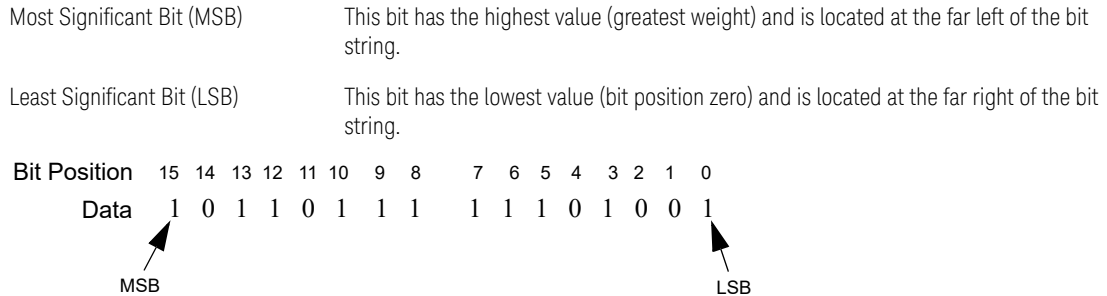 Most Significant Bit (MSB) This bit has the highest value (greatest weight) and is located at the far left of the bit
string.
Least Significant Bit (LSB) This bit has the lowest value (bit position zero) and is located at the far right of the bit
string.
Bit Position 15 14 13 12 11 10 9 8 7 6 5 4 3 2 1 0
Data 1 0 1 1 0 1 1 1 1 1 1 0 1 0 0 1
MSB LSB